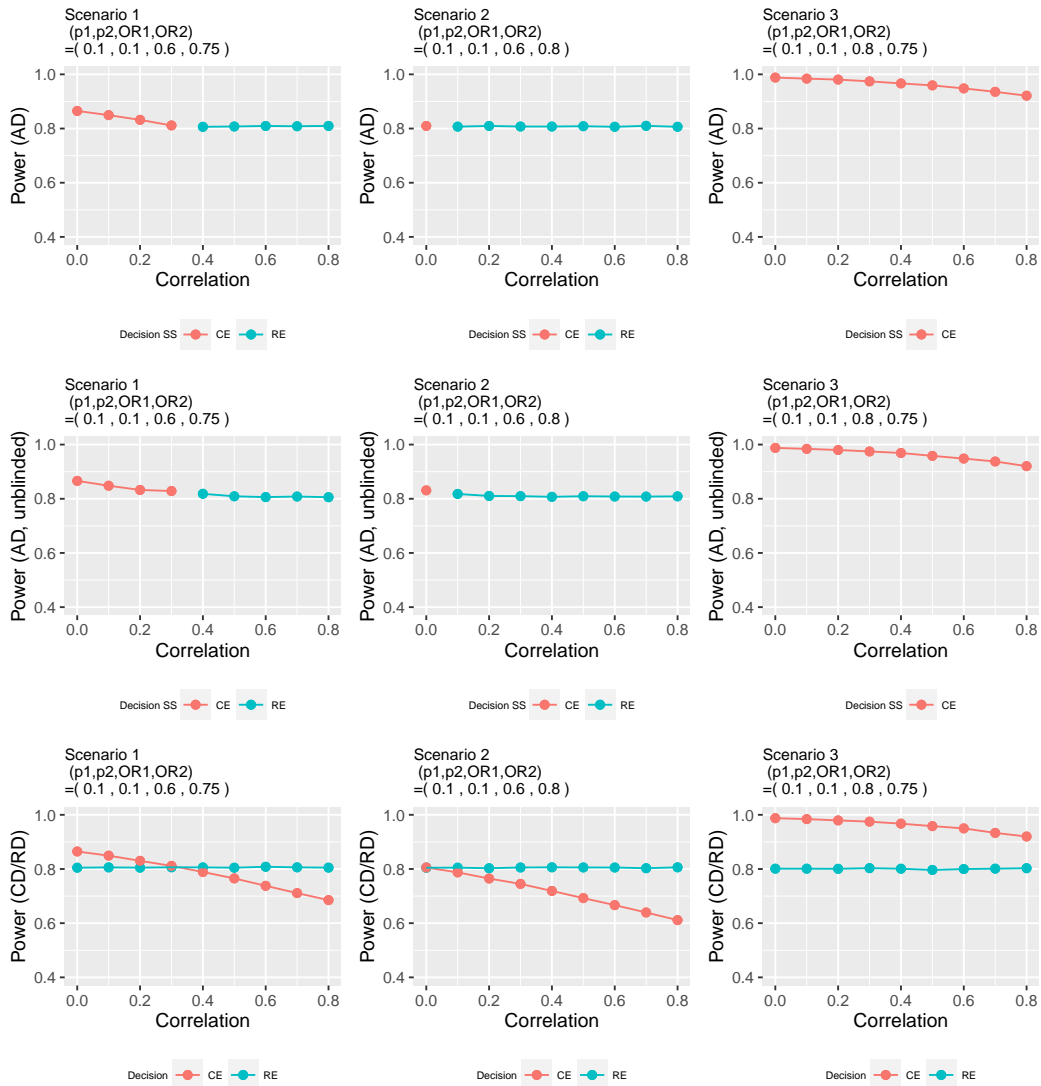 Scenario 1
(p1,p2,OR1,OR2)
=( 0.1 , 0.1 , 0.6 , 0.75 )
1.0
0.8
0.6
0.4
Power (AD)
0.0 0.2 0.4 0.6 0.8
Correlation
Decision SS CE RE
Scenario 2
(p1,p2,OR1,OR2)
=( 0.1 , 0.1 , 0.6 , 0.8 )
1.0
0.8
0.6
0.4
Power (AD)
0.0 0.2 0.4 0.6 0.8
Correlation
Decision SS CE RE
Scenario 3
(p1,p2,OR1,OR2)
=( 0.1 , 0.1 , 0.8 , 0.75 )
1.0
0.8
0.6
0.4
Power (AD)
0.0 0.2 0.4 0.6 0.8
Correlation
Decision SS CE
Scenario 1
(p1,p2,OR1,OR2)
=( 0.1 , 0.1 , 0.6 , 0.75 )
1.0
0.8
0.6
0.4
Power (AD, unblinded)
0.0 0.2 0.4 0.6 0.8
Correlation
Decision SS CE RE
Scenario 2
(p1,p2,OR1,OR2)
=( 0.1 , 0.1 , 0.6 , 0.8 )
1.0
0.8
0.6
0.4
Power (AD, unblinded)
0.0 0.2 0.4 0.6 0.8
Correlation
Decision SS CE RE
Scenario 3
(p1,p2,OR1,OR2)
=( 0.1 , 0.1 , 0.8 , 0.75 )
1.0
0.8
0.6
0.4
Power (AD, unblinded)
0.0 0.2 0.4 0.6 0.8
Correlation
Decision SS CE
Scenario 1
(p1,p2,OR1,OR2)
=( 0.1 , 0.1 , 0.6 , 0.75 )
1.0
0.8
0.6
0.4
Power (CD/RD)
0.0 0.2 0.4 0.6 0.8
Correlation
Decision CE RE
Scenario 2
(p1,p2,OR1,OR2)
=( 0.1 , 0.1 , 0.6 , 0.8 )
1.0
0.8
0.6
0.4
Power (CD/RD)
0.0 0.2 0.4 0.6 0.8
Correlation
Decision CE RE
Scenario 3
(p1,p2,OR1,OR2)
=( 0.1 , 0.1 , 0.8 , 0.75 )
1.0
0.8
0.6
0.4
Power (CD/RD)
0.0 0.2 0.4 0.6 0.8
Correlation
Decision CE RE